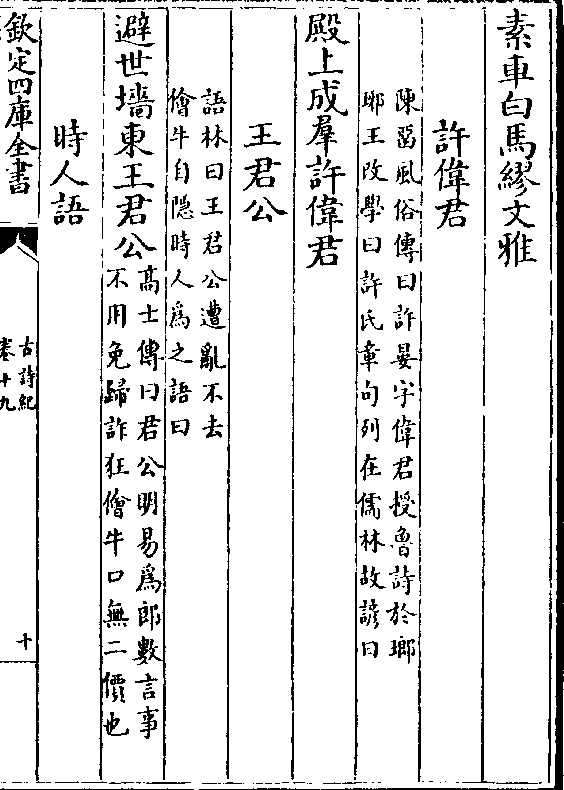 素車白馬繆文雅
許偉君
陳留風俗傳曰許晏字偉君授魯詩於瑯
琊王改學曰許氏章句列在儒林故諺曰
殿上成羣許偉君
王君公
語林曰王君公遭亂不去
儈牛自隐時人爲之語曰
避世墻東王君公
高士傳曰君公明易爲郎數言事
不用免歸詐狂儈牛口無二價也
時人語
欽定四庫全書
古詩紀
卷十九
十